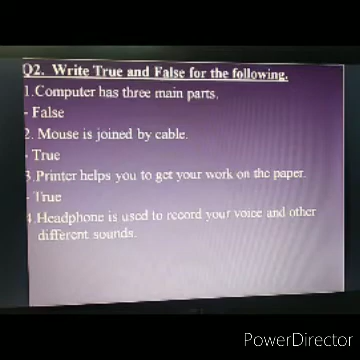 Q2. Write True and False for the following.
1.Computer has three main parts.
- False
2. Mouse is joined by cable.
- True
3.Printer helps you to get your work on the paper.
- True
4.Headphone is used to record your voice and other
different sounds.
PowerDirector